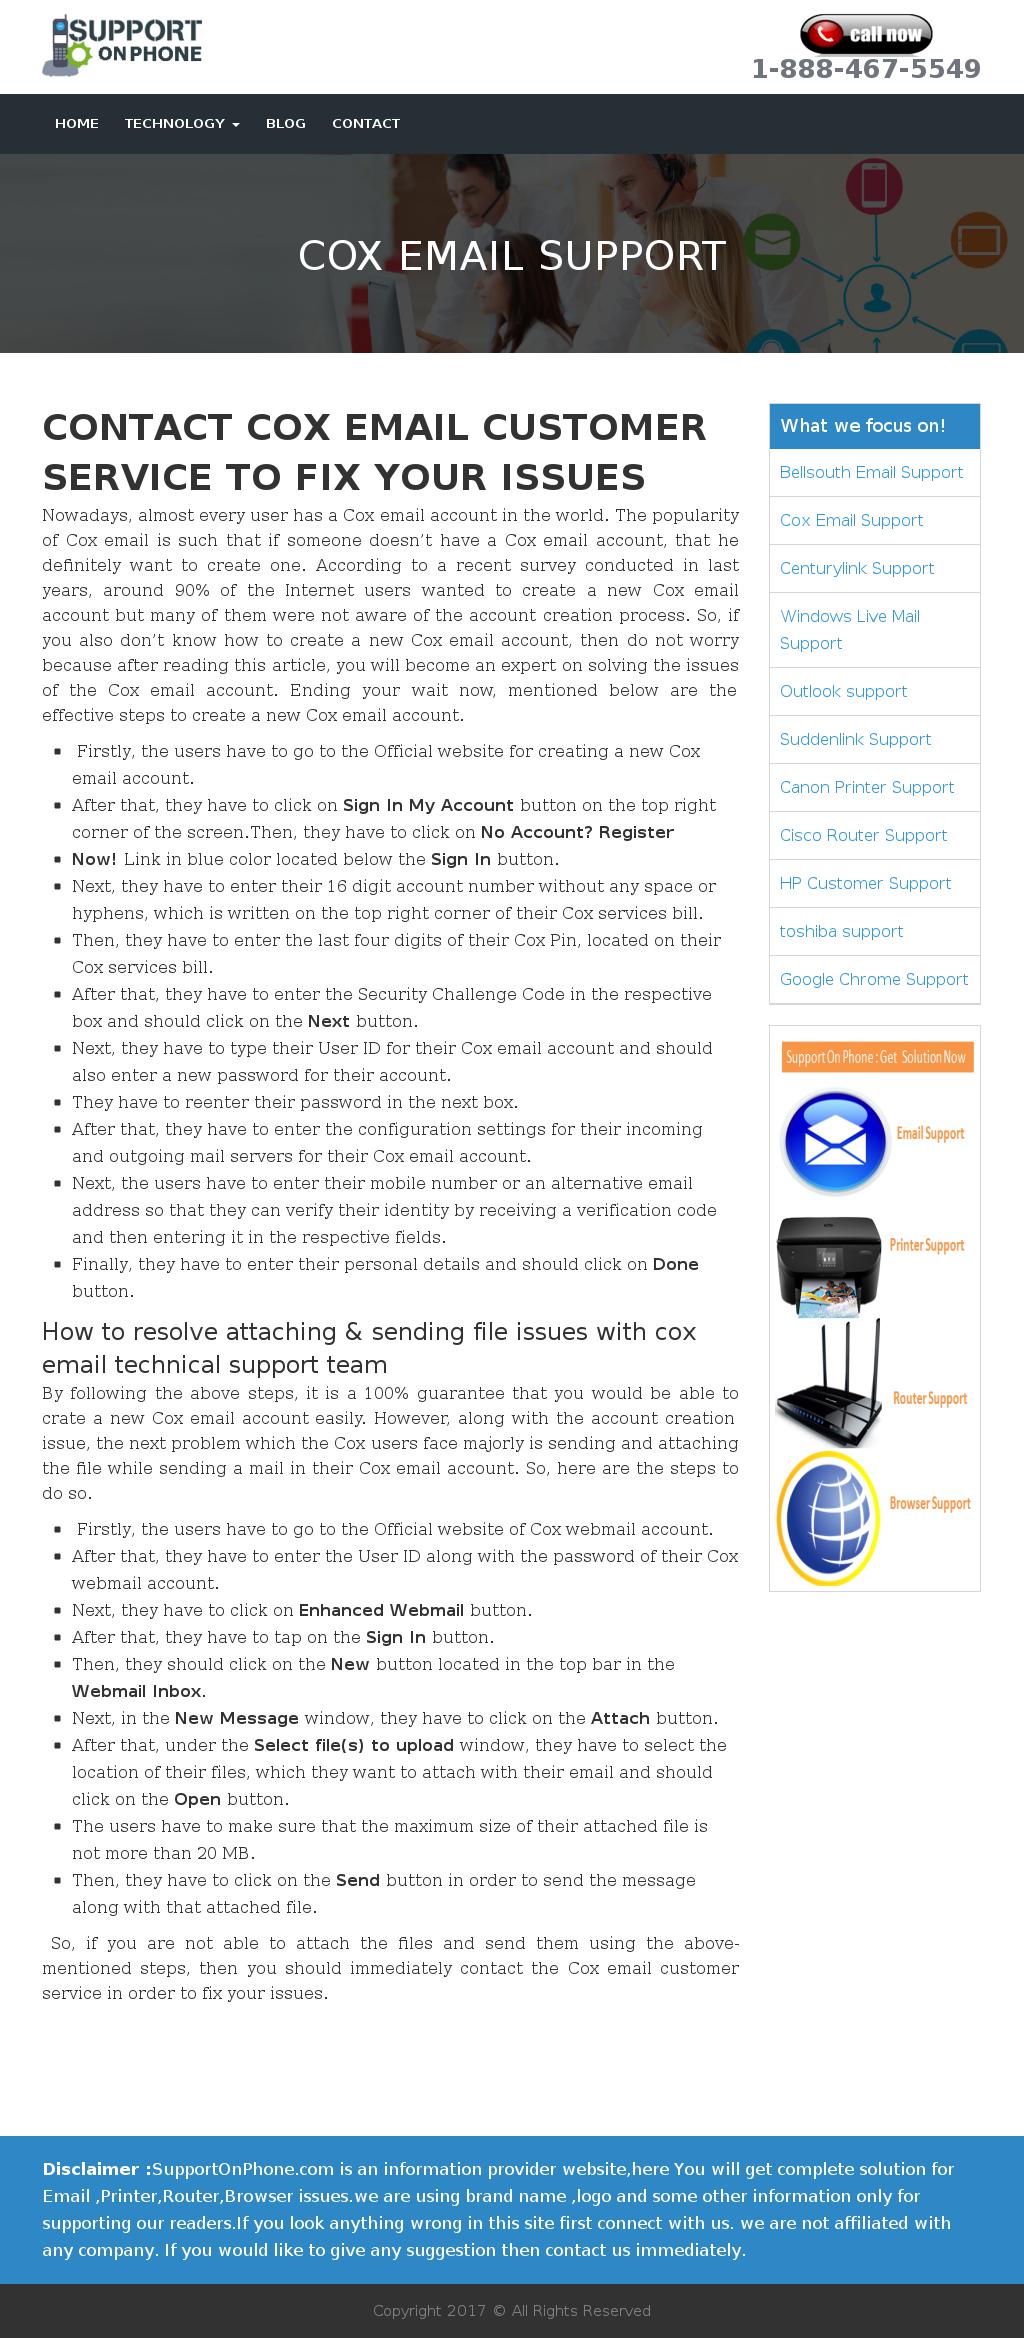 SUPPORT
ON PHONE
call now
1-888-467-5549
HOME TECHNOLOGY BLOG CONTACT
COX EMAIL SUPPORT
CONTACT COX EMAIL CUSTOMER
SERVICE TO FIX YOUR ISSUES
Nowadays, almost every user has a Cox email account in the world. The popularity
of Cox email is such that if someone doesn’t have a Cox email account, that he
definitely want to create one. According to a recent survey conducted in last
years, around 90% of the Internet users wanted to create a new Cox email
account but many of them were not aware of the account creation process. So, if
you also don’t know how to create a new Cox email account, then do not worry
because after reading this article, you will become an expert on solving the issues
of the Cox email account. Ending your wait now, mentioned below are the
effective steps to create a new Cox email account.
Firstly, the users have to go to the Official website for creating a new Cox
email account.
After that, they have to click on Sign In My Account button on the top right
corner of the screen.Then, they have to click on No Account? Register
Now! Link in blue color located below the Sign In button.
Next, they have to enter their 16 digit account number without any space or
hyphens, which is written on the top right corner of their Cox services bill.
Then, they have to enter the last four digits of their Cox Pin, located on their
Cox services bill.
After that, they have to enter the Security Challenge Code in the respective
box and should click on the Next button.
Next, they have to type their User ID for their Cox email account and should
also enter a new password for their account.
They have to reenter their password in the next box.
After that, they have to enter the configuration settings for their incoming
and outgoing mail servers for their Cox email account.
Next, the users have to enter their mobile number or an alternative email
address so that they can verify their identity by receiving a verification code
and then entering it in the respective fields.
Finally, they have to enter their personal details and should click on Done
button.
How to resolve attaching & sending file issues with cox
email technical support team
By following the above steps, it is a 100% guarantee that you would be able to
crate a new Cox email account easily. However, along with the account creation
issue, the next problem which the Cox users face majorly is sending and attaching
the file while sending a mail in their Cox email account. So, here are the steps to
do so.
Firstly, the users have to go to the Official website of Cox webmail account.
After that, they have to enter the User ID along with the password of their Cox
webmail account.
Next, they have to click on Enhanced Webmail button.
After that, they have to tap on the Sign In button.
Then, they should click on the New button located in the top bar in the
Webmail Inbox.
Next, in the New Message window, they have to click on the Attach button.
After that, under the Select file(s) to upload window, they have to select the
location of their files, which they want to attach with their email and should
click on the Open button.
The users have to make sure that the maximum size of their attached file is
not more than 20 MB.
Then, they have to click on the Send button in order to send the message
along with that attached file.
So, if you are not able to attach the files and send them using the above-
mentioned steps, then you should immediately contact the Cox email customer
service in order to fix your issues.
What we focus on!
Bellsouth Email Support
Cox Email Support
Centurylink Support
Windows Live Mail
Support
Outlook support
Suddenlink Support
Canon Printer Support
Cisco Router Support
HP Customer Support
toshiba support
Google Chrome Support
Support On Phone : Get Solution Now
Email Support
Printer Support
Router Support
Browser Support
Disclaimer :SupportOnPhone.com is an information provider website,here You will get complete solution for
Email ,Printer,Router,Browser issues.we are using brand name ,logo and some other information only for
supporting our readers.If you look anything wrong in this site first connect with us. we are not affiliated with
any company. If you would like to give any suggestion then contact us immediately.
Copyright 2017 © All Rights Reserved